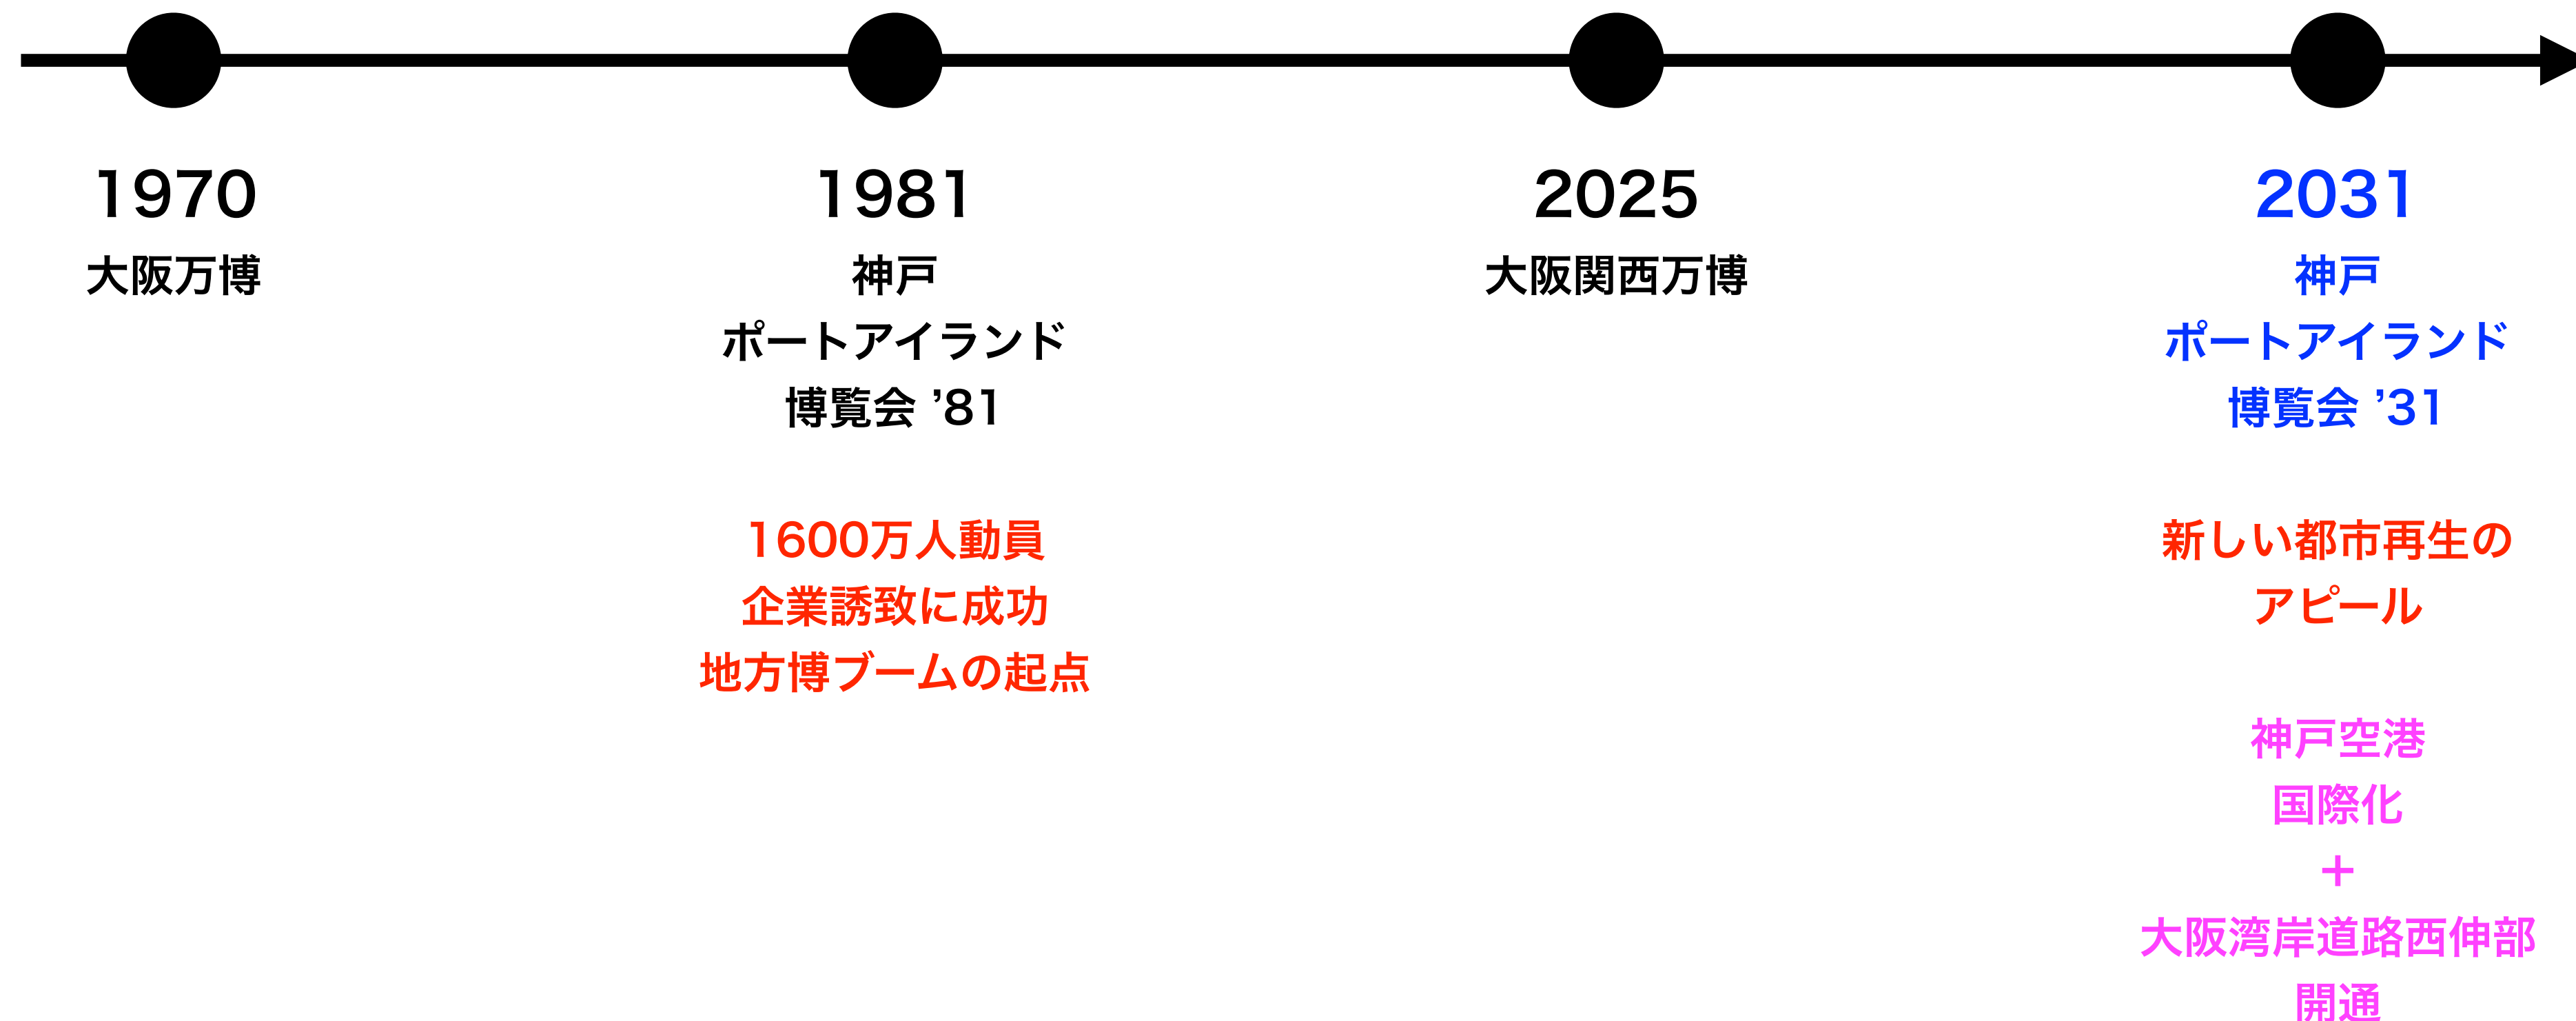 1970
大阪万博
1981
神戸
ポートアイランド
博覧会 ’81
1600万人動員
企業誘致に成功
地方博ブームの起点
2025
大阪関西万博
2031
神戸
ポートアイランド
博覧会 ’31
新しい都市再生の
アピール
神戸空港
国際化
+
大阪湾岸道路西伸部
開通